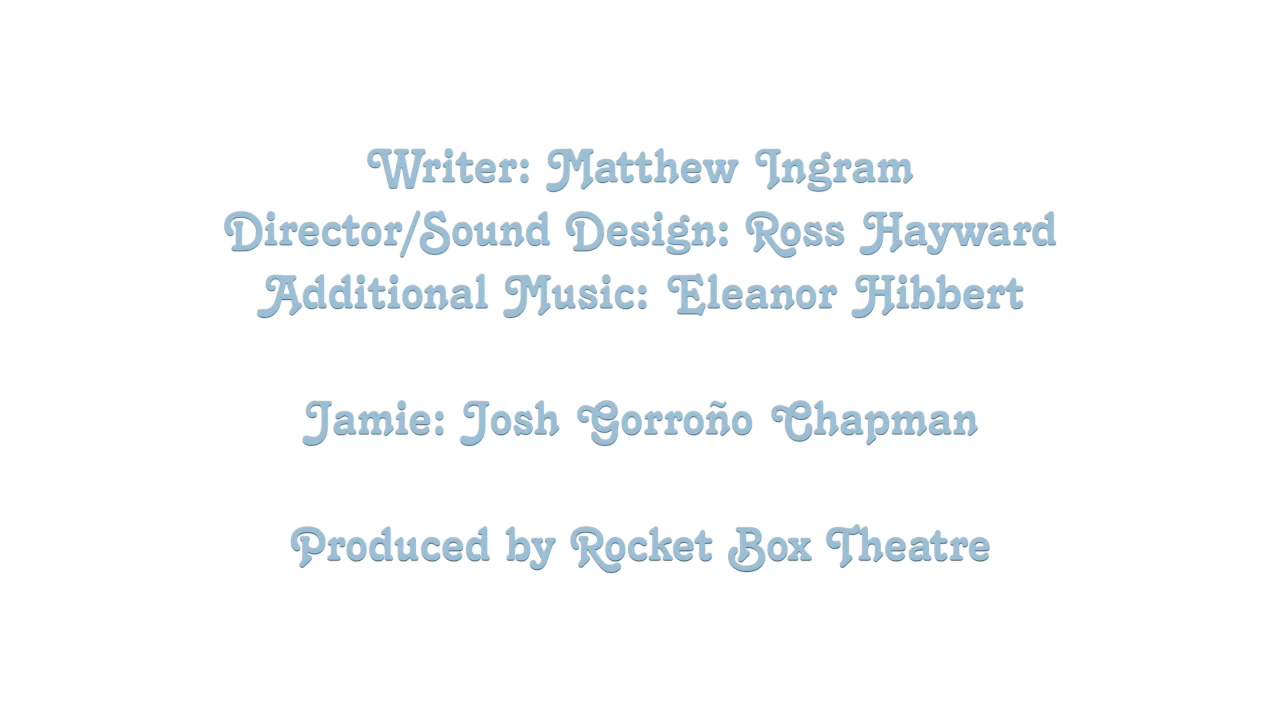 Writer: Matthew Ingram
Director/Sound Design: Ross Hayward
Additional Music: Eleanor Hibbert
Jamie: Josh Gorroño Chapman
Produced by Rocket Box Theatre